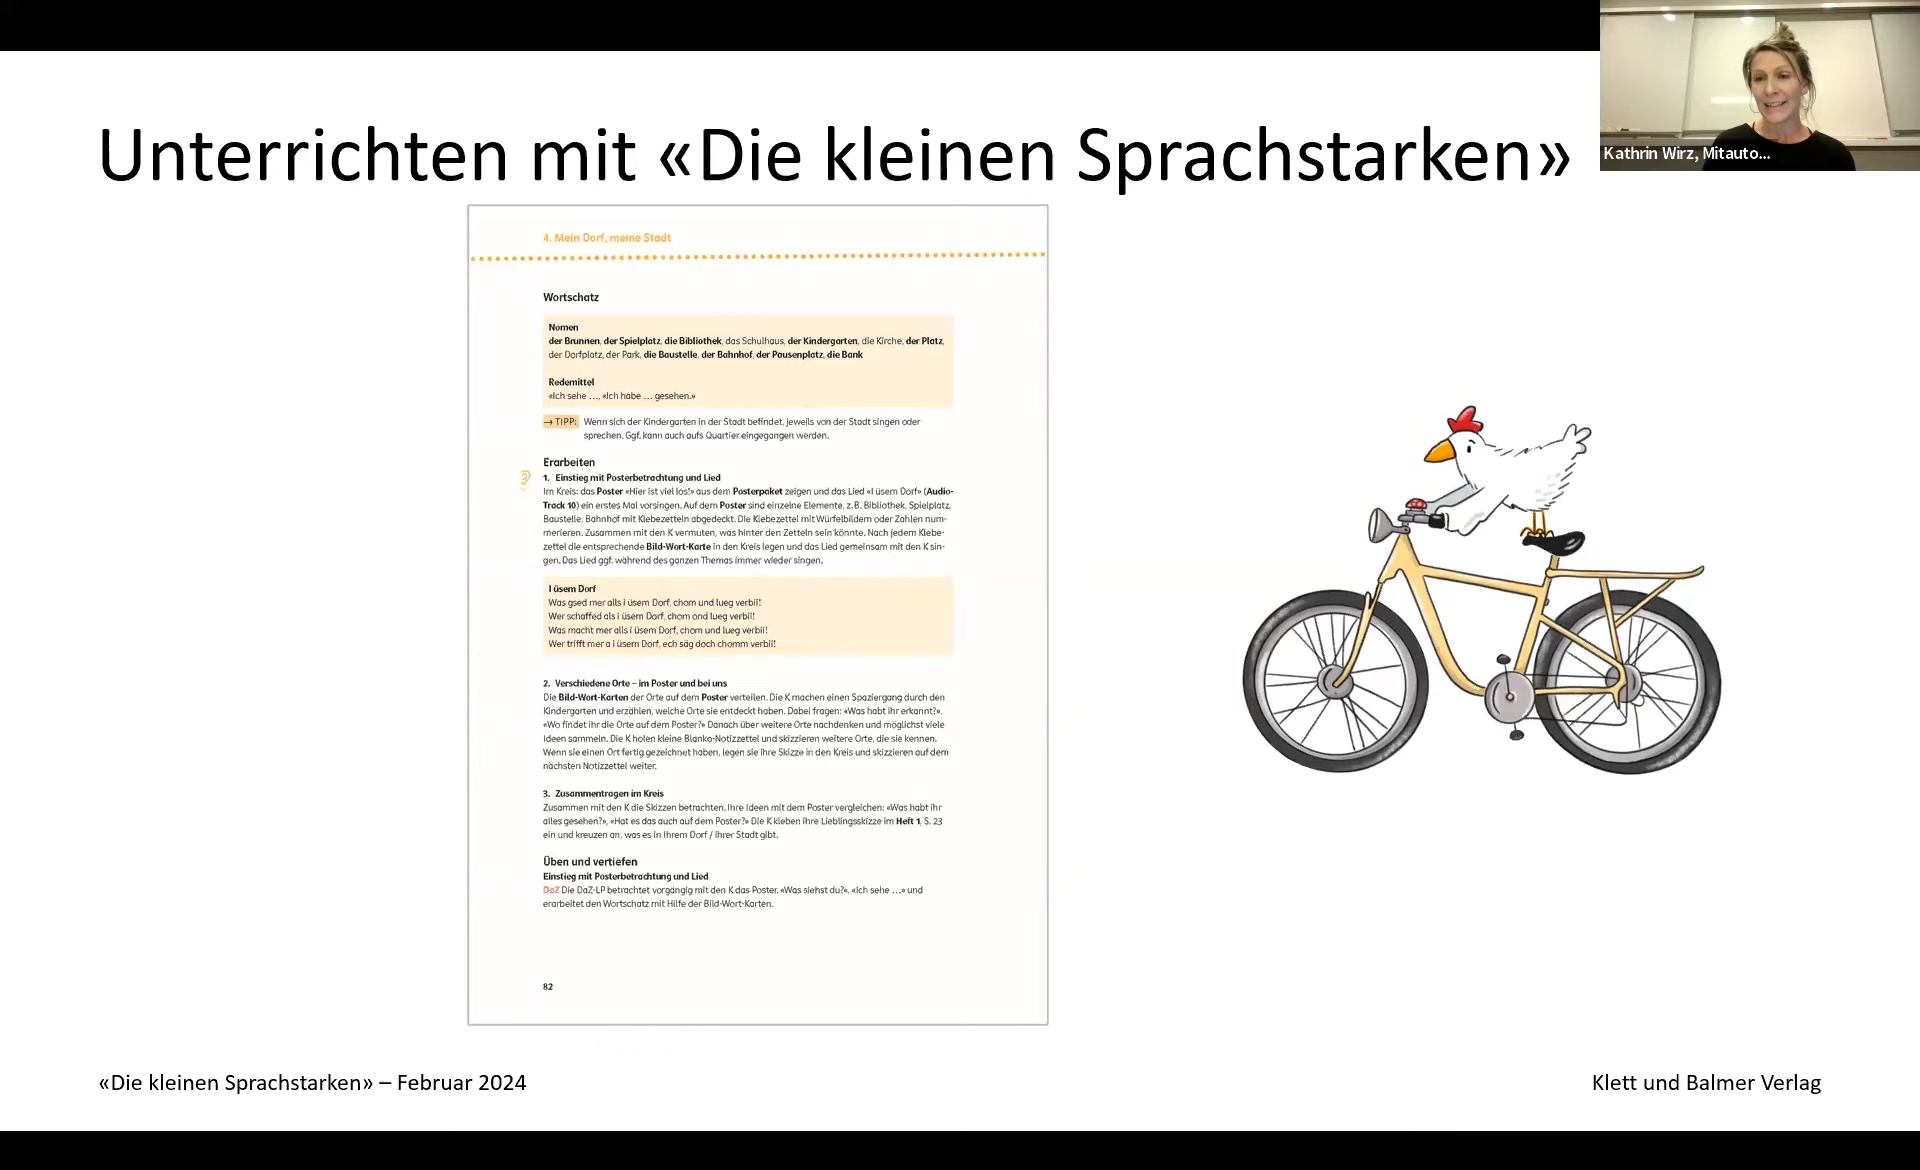 Unterrichten mit «Die kleinen Sprachstarken»
Kathrin Wirz, Mitauto...
4. Mein Dorf, meine Stadt
Wortschatz
Nomen
der Brunnen, der Spielplatz, die Bibliothek, das Schulhaus, der Kindergarten, die Kirche, der Platz,
der Dorfplatz, der Park, die Baustelle, der Bahnhof, der Pausenplatz, die Bank
Redemittel
«Ich sehe …, «Ich habe … gesehen.»
→ TIPP: Wenn sich der Kindergarten in der Stadt befindet, jeweils von der Stadt singen oder
sprechen. Ggf. kann auch aufs Quartier eingegangen werden.
Erarbeiten
1. Einstieg mit Posterbetrachtung und Lied
Im Kreis: das Poster «Hier ist viel los!» aus dem Posterpaket zeigen und das Lied «I üsem Dorf» (Audio-
Track 10) ein erstes Mal vorsingen. Auf dem Poster sind einzelne Elemente, z.B. Bibliothek, Spielplatz,
Baustelle, Bahnhof mit Klebezetteln abgedeckt. Die Klebezettel mit Würfelbildern oder Zahlen num-
merieren. Zusammen mit den K vermuten, was hinter den Zetteln sein könnte. Nach jedem Klebe-
zettel die entsprechende Bild-Wort-Karte in den Kreis legen und das Lied gemeinsam mit den K sin-
gen. Das Lied ggf. während des ganzen Themas immer wieder singen.
I üsem Dorf
Was gsed mer alls i üsem Dorf, chom und lueg verbii!
Wer schaffed als i üsem Dorf, chom ond lueg verbii!
Was macht mer alls i üsem Dorf, chom und lueg verbii!
Wer trifft mer a i üsem Dorf, ech säg doch chomm verbii!
2. Verschiedene Orte – im Poster und bei uns
Die Bild-Wort-Karten der Orte auf dem Poster verteilen. Die K machen einen Spaziergang durch den
Kindergarten und erzählen, welche Orte sie entdeckt haben. Dabei fragen: «Was habt ihr erkannt?»,
«Wo findet ihr die Orte auf dem Poster?» Danach über weitere Orte nachdenken und möglichst viele
Ideen sammeln. Die K holen kleine Blanko-Notizzettel und skizzieren weitere Orte, die sie kennen.
Wenn sie einen Ort fertig gezeichnet haben, legen sie ihre Skizze in den Kreis und skizzieren auf dem
nächsten Notizzettel weiter.
3. Zusammentragen im Kreis
Zusammen mit den K die Skizzen betrachten. Ihre Ideen mit dem Poster vergleichen: «Was habt ihr
alles gesehen?», «Hat es das auch auf dem Poster?» Die K kleben ihre Lieblingsskizze im Heft 1, S. 23
ein und kreuzen an, was es in ihrem Dorf / ihrer Stadt gibt.
Üben und vertiefen
Einstieg mit Posterbetrachtung und Lied
DaZ Die DaZ-LP betrachtet vorgängig mit den K das Poster. «Was siehst du?», «Ich sehe …» und
erarbeitet den Wortschatz mit Hilfe der Bild-Wort-Karten.
82
«Die kleinen Sprachstarken» – Februar 2024
Klett und Balmer Verlag